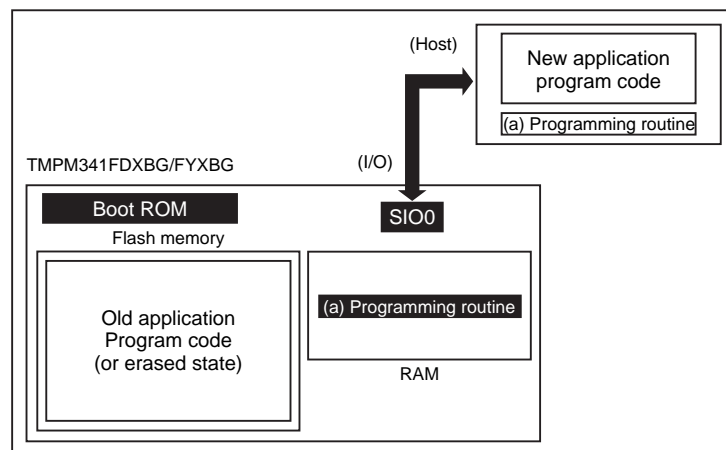 (Host)
New application
program code
(a) Programming routine
TMPM341FDXBG/FYXBG
(I/O)
Boot ROM
SIO0
Flash memory
Old application
Program code
(or erased state)
(a) Programming routine
RAM